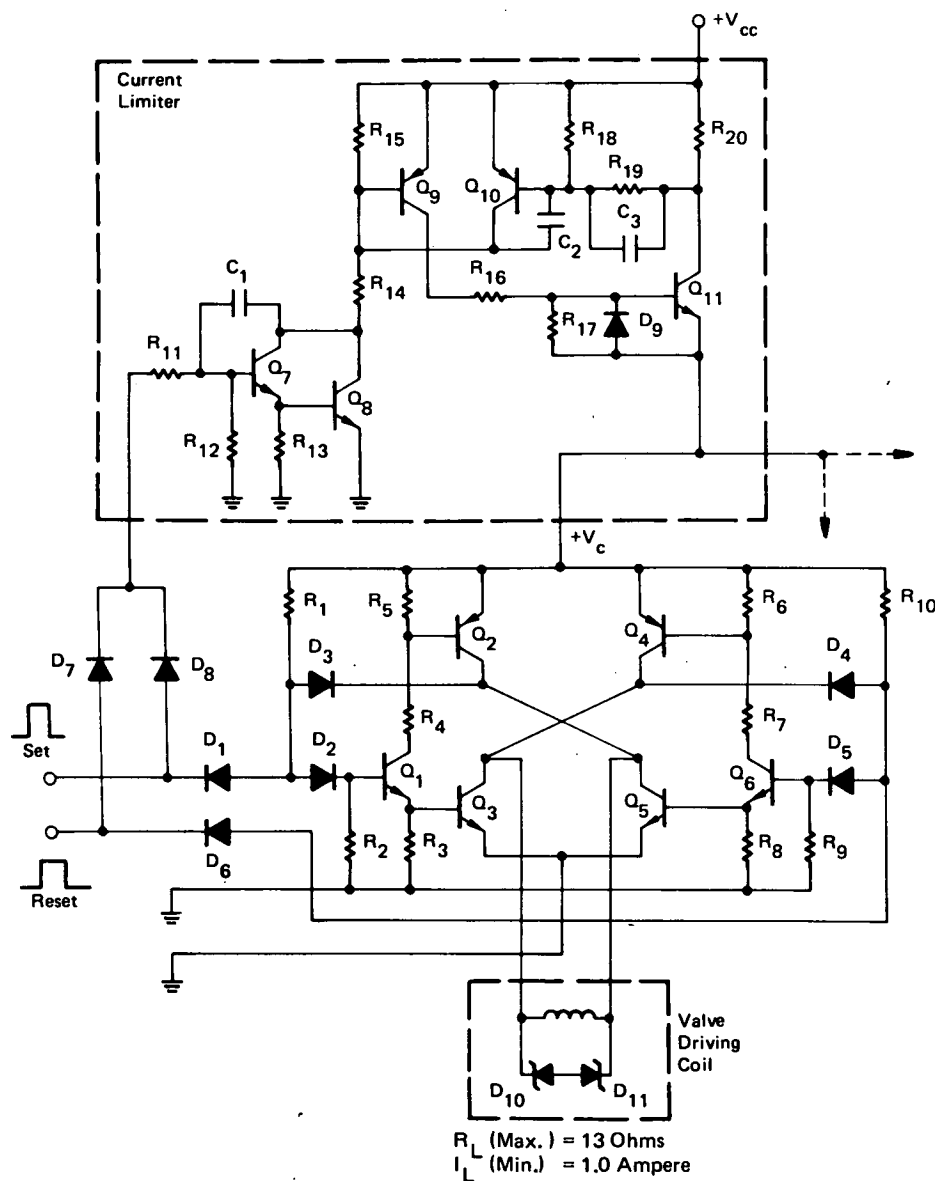 +Vcc
Current
Limiter
R15
R18
R20
R19
Q9
Q10
C3
C2
C1
R14
R16
Q11
R11
R17
D9
Q7
Q8
R12
R13
+Vc
R1
R5
R6
R10
D7
D8
D3
Q2
Q4
D4
Set
R4
R7
D1
D2
Q1
Q6
D5
Q3
Q5
D6
R2
R3
R8
R9
Reset
Valve
Driving
Coil
D10
D11
RL (Max.) = 13 Ohms
IL (Min.) = 1.0 Ampere